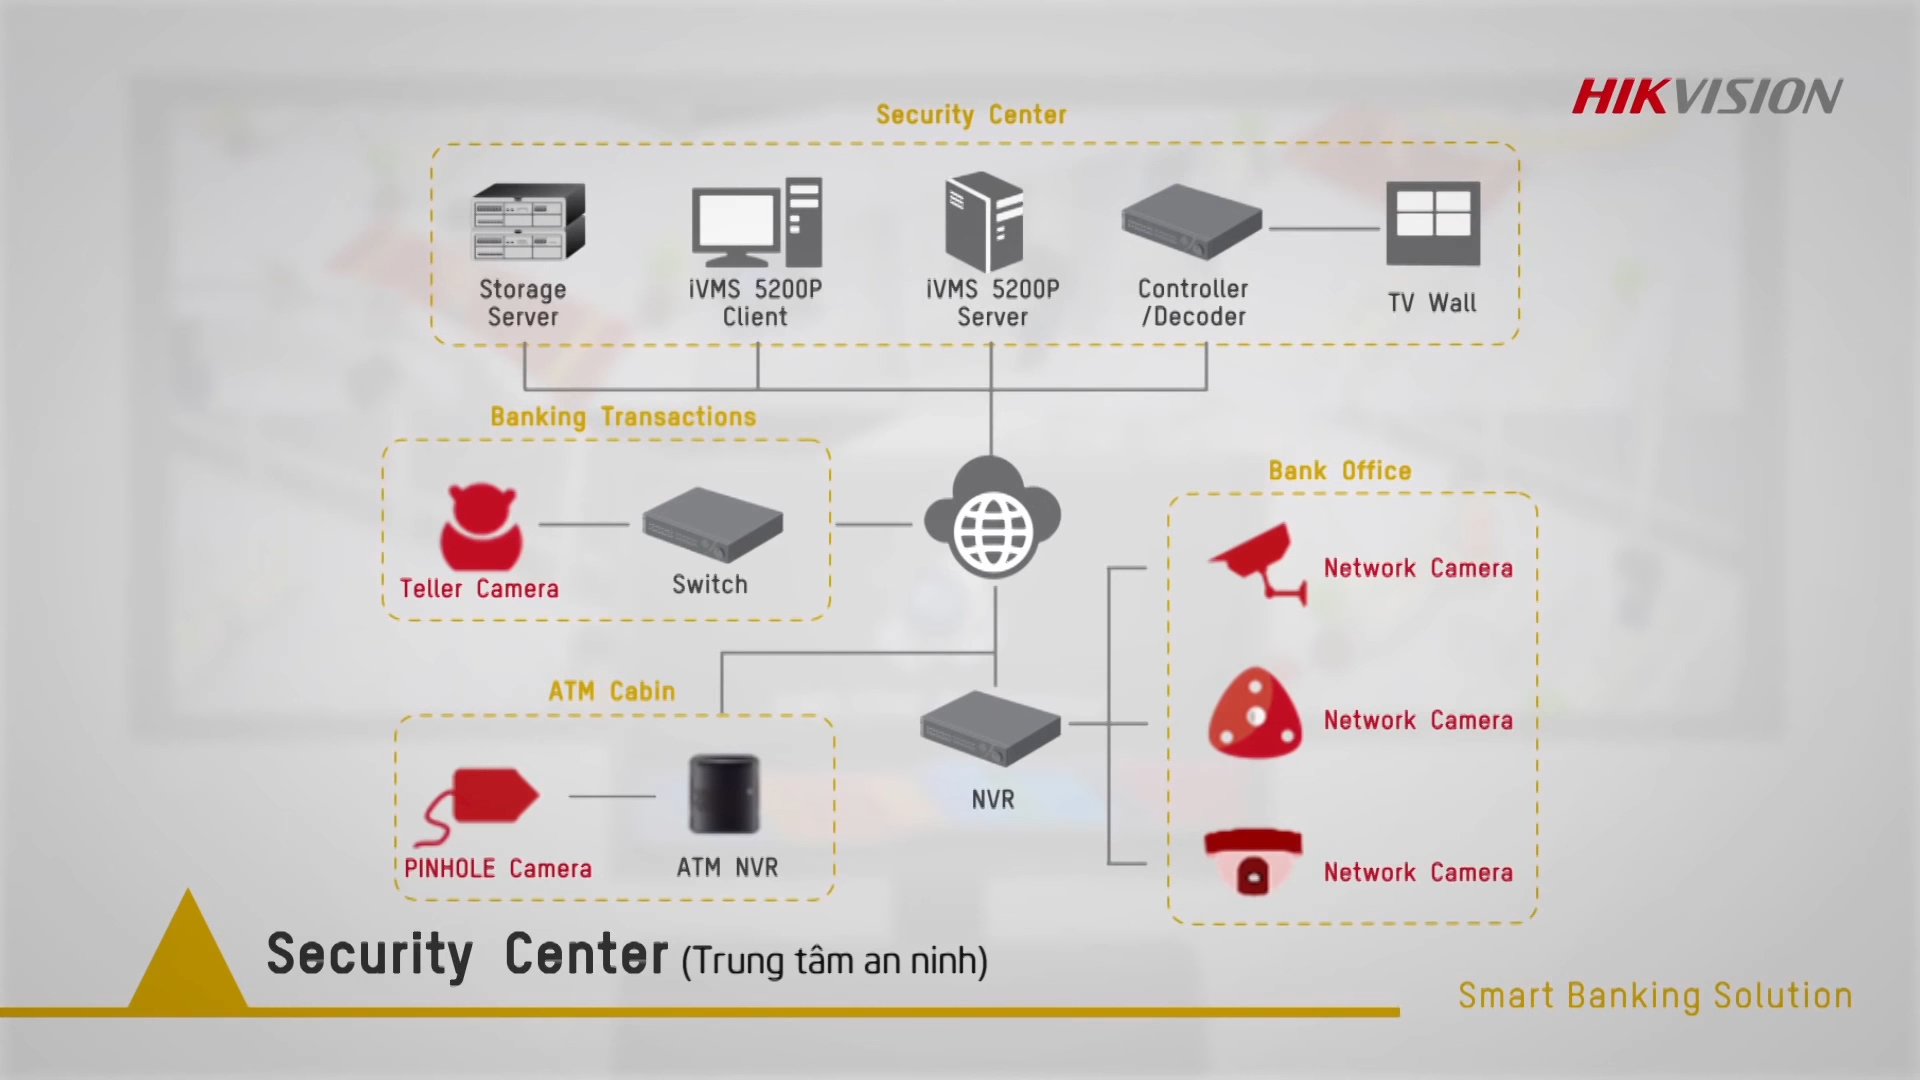 HIKVISION
Security Center
Storage
Server
iVMS 5200P
Client
iVMS 5200P
Server
Controller
/Decoder
TV Wall
Banking Transactions
Teller Camera
Switch
Bank Office
Network Camera
Network Camera
Network Camera
ATM Cabin
PINHOLE Camera
ATM NVR
NVR
Security Center (Trung tâm an ninh)
Smart Banking Solution